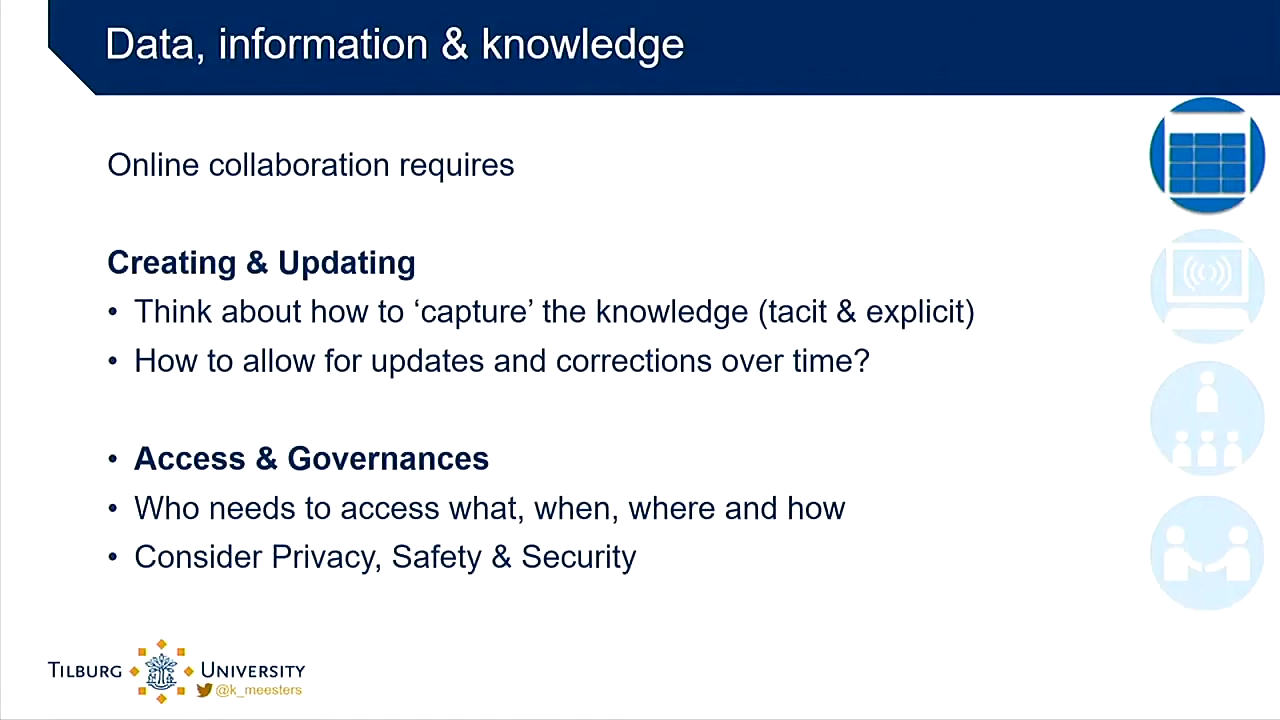 Data, information & knowledge
Online collaboration requires
Creating & Updating
• Think about how to ‘capture’ the knowledge (tacit & explicit)
• How to allow for updates and corrections over time?
• Access & Governances
• Who needs to access what, when, where and how
• Consider Privacy, Safety & Security
TILBURG UNIVERSITY
@k_meesters